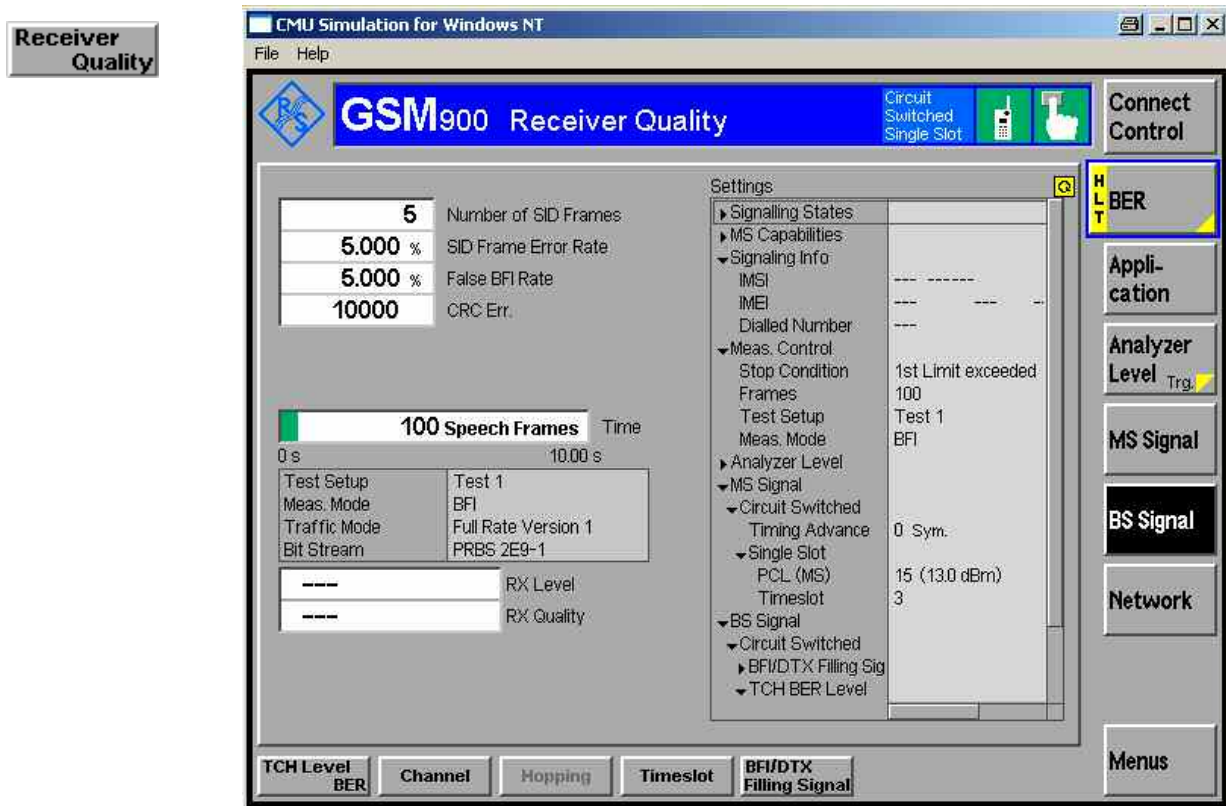 Receiver
Quality
CMU Simulation for Windows NT
File Help
R S
GSM900 Receiver Quality
Circuit
Switched
Single Slot
Connect
Control
5 Number of SID Frames
5.000 % SID Frame Error Rate
5.000 % False BFI Rate
10000 CRC Err.
100 Speech Frames Time
0 s 10.00 s
Test Setup Test 1
Meas. Mode BFI
Traffic Mode Full Rate Version 1
Bit Stream PRBS 2E9-1
--- RX Level
--- RX Quality
Settings
Signalling States
MS Capabilities
Signaling Info
IMSI --- ------
IMEI --- --- -
Dialled Number ---
Meas. Control
Stop Condition 1st Limit exceeded
Frames 100
Test Setup Test 1
Meas. Mode BFI
Analyzer Level
MS Signal
Circuit Switched
Timing Advance 0 Sym.
Single Slot
PCL (MS) 15 (13.0 dBm)
Timeslot 3
BS Signal
Circuit Switched
BFI/DTX Filling Sig
TCH BER Level
HLT
BER
Appli-
cation
Analyzer
Level Trg.
MS Signal
BS Signal
Network
Menus
TCH Level
BER
Channel
Hopping
Timeslot
BFI/DTX
Filling Signal